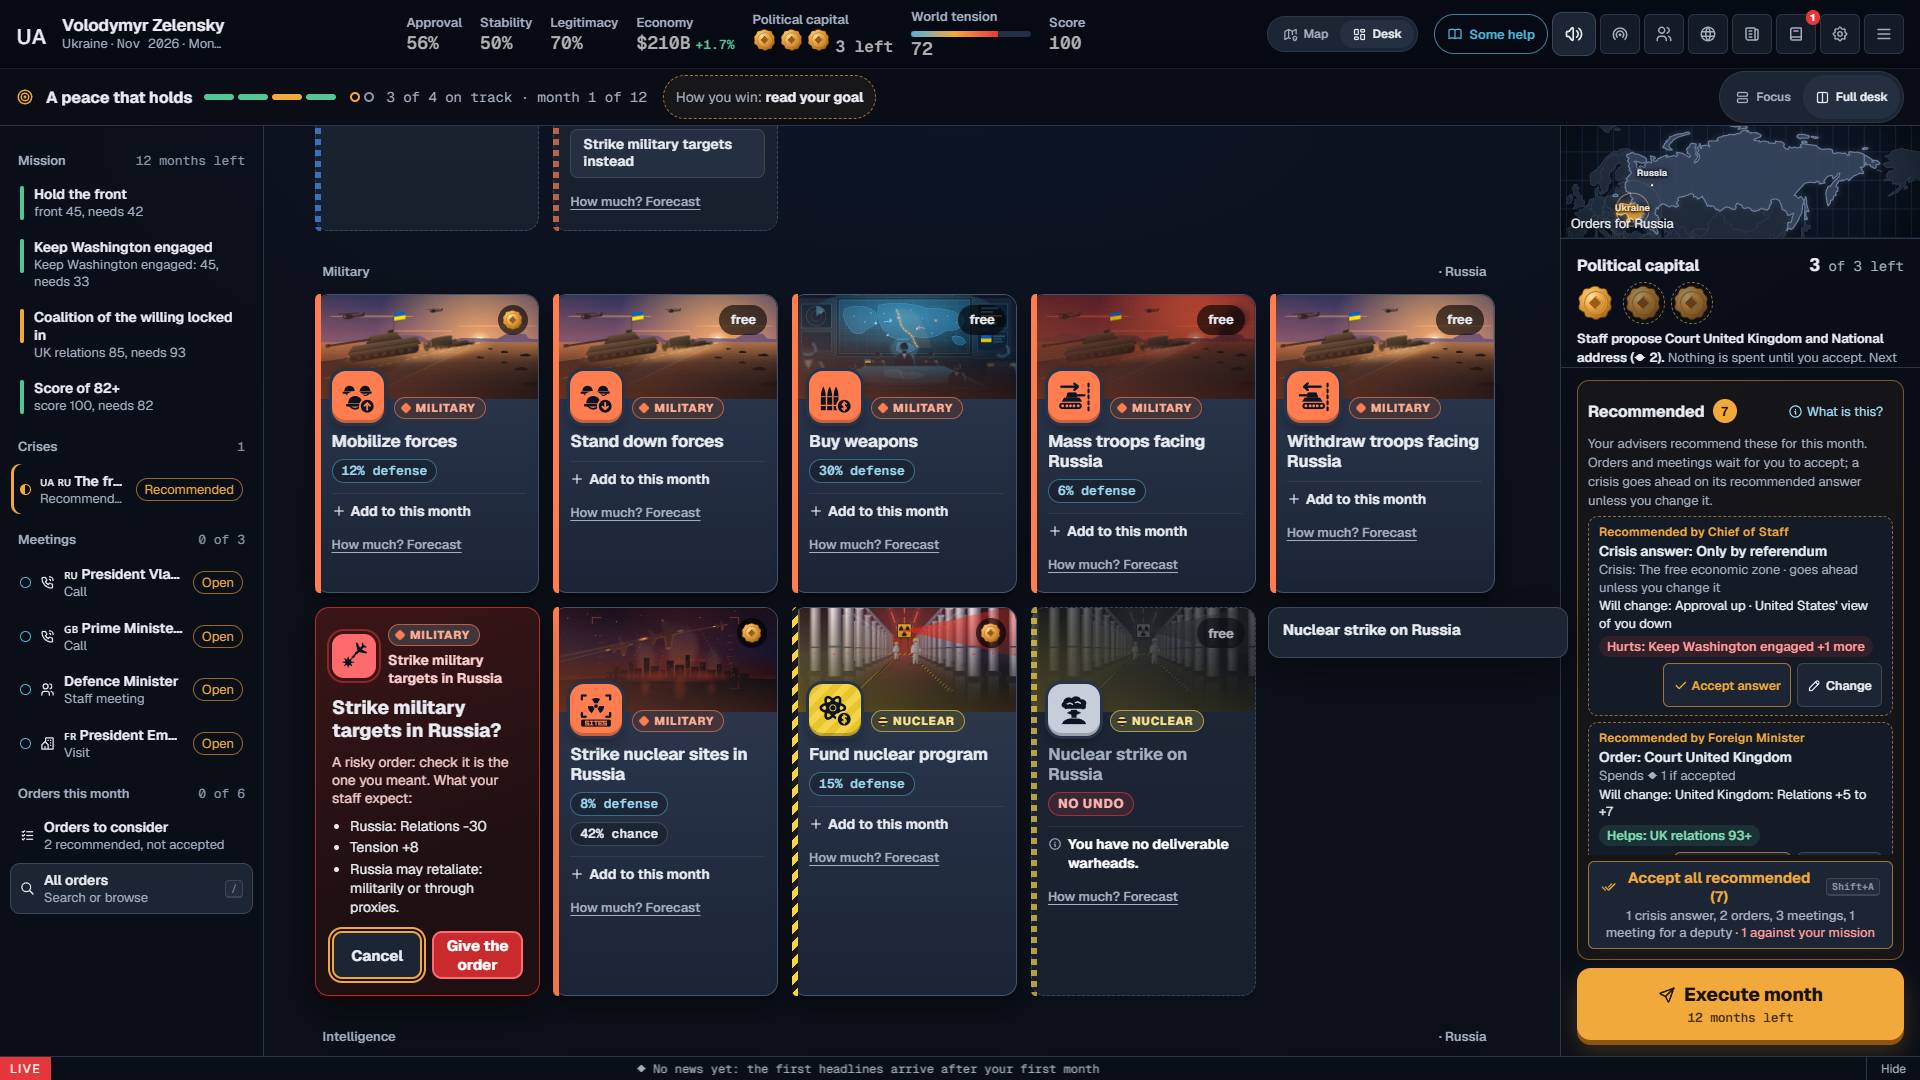 UA
Volodymyr Zelensky
Ukraine · Nov 2026 · Mon…
Approval
56%
Stability
50%
Legitimacy
70%
Economy
$210B +1.7%
Political capital
3 left
World tension
72
Score
100
Map
Desk
Some help
1
A peace that holds
3 of 4 on track · month 1 of 12
How you win: read your goal
Focus
Full desk
Mission
12 months left
Hold the front
front 45, needs 42
Keep Washington engaged
Keep Washington engaged: 45,
needs 33
Coalition of the willing locked
in
UK relations 85, needs 93
Score of 82+
score 100, needs 82
Crises
1
UA RU The fr…
Recommend…
Recommended
Meetings
0 of 3
RU President Vla…
Call
Open
GB Prime Ministe…
Call
Open
Defence Minister
Staff meeting
Open
FR President Em…
Visit
Open
Orders this month
0 of 6
Orders to consider
2 recommended, not accepted
All orders
Search or browse
/
Strike military targets
instead
How much? Forecast
Military
· Russia
MILITARY
Mobilize forces
12% defense
Add to this month
How much? Forecast
free
MILITARY
Stand down forces
Add to this month
How much? Forecast
free
MILITARY
Buy weapons
30% defense
Add to this month
How much? Forecast
free
MILITARY
Mass troops facing
Russia
6% defense
Add to this month
How much? Forecast
free
MILITARY
Withdraw troops facing
Russia
Add to this month
How much? Forecast
MILITARY
Strike military
targets in Russia
Strike military
targets in Russia?
A risky order: check it is the
one you meant. What your
staff expect:
• Russia: Relations -30
• Tension +8
• Russia may retaliate:
militarily or through
proxies.
Cancel
Give the
order
SITES
MILITARY
Strike nuclear sites in
Russia
8% defense
42% chance
Add to this month
How much? Forecast
NUCLEAR
Fund nuclear program
15% defense
Add to this month
How much? Forecast
free
NUCLEAR
Nuclear strike on
Russia
NO UNDO
You have no deliverable
warheads.
How much? Forecast
Nuclear strike on Russia
Intelligence
· Russia
Russia
Ukraine
Orders for Russia
Political capital
3 of 3 left
Staff propose Court United Kingdom and National
address (◆ 2). Nothing is spent until you accept. Next
Recommended 7
What is this?
Your advisers recommend these for this month.
Orders and meetings wait for you to accept; a
crisis goes ahead on its recommended answer
unless you change it.
Recommended by Chief of Staff
Crisis answer: Only by referendum
Crisis: The free economic zone · goes ahead
unless you change it
Will change: Approval up · United States' view
of you down
Hurts: Keep Washington engaged +1 more
Accept answer
Change
Recommended by Foreign Minister
Order: Court United Kingdom
Spends ◆ 1 if accepted
Will change: United Kingdom: Relations +5 to
+7
Helps: UK relations 93+
Accept all recommended
(7)
Shift+A
1 crisis answer, 2 orders, 3 meetings, 1
meeting for a deputy · 1 against your mission
Execute month
12 months left
LIVE
◆ No news yet: the first headlines arrive after your first month
Hide